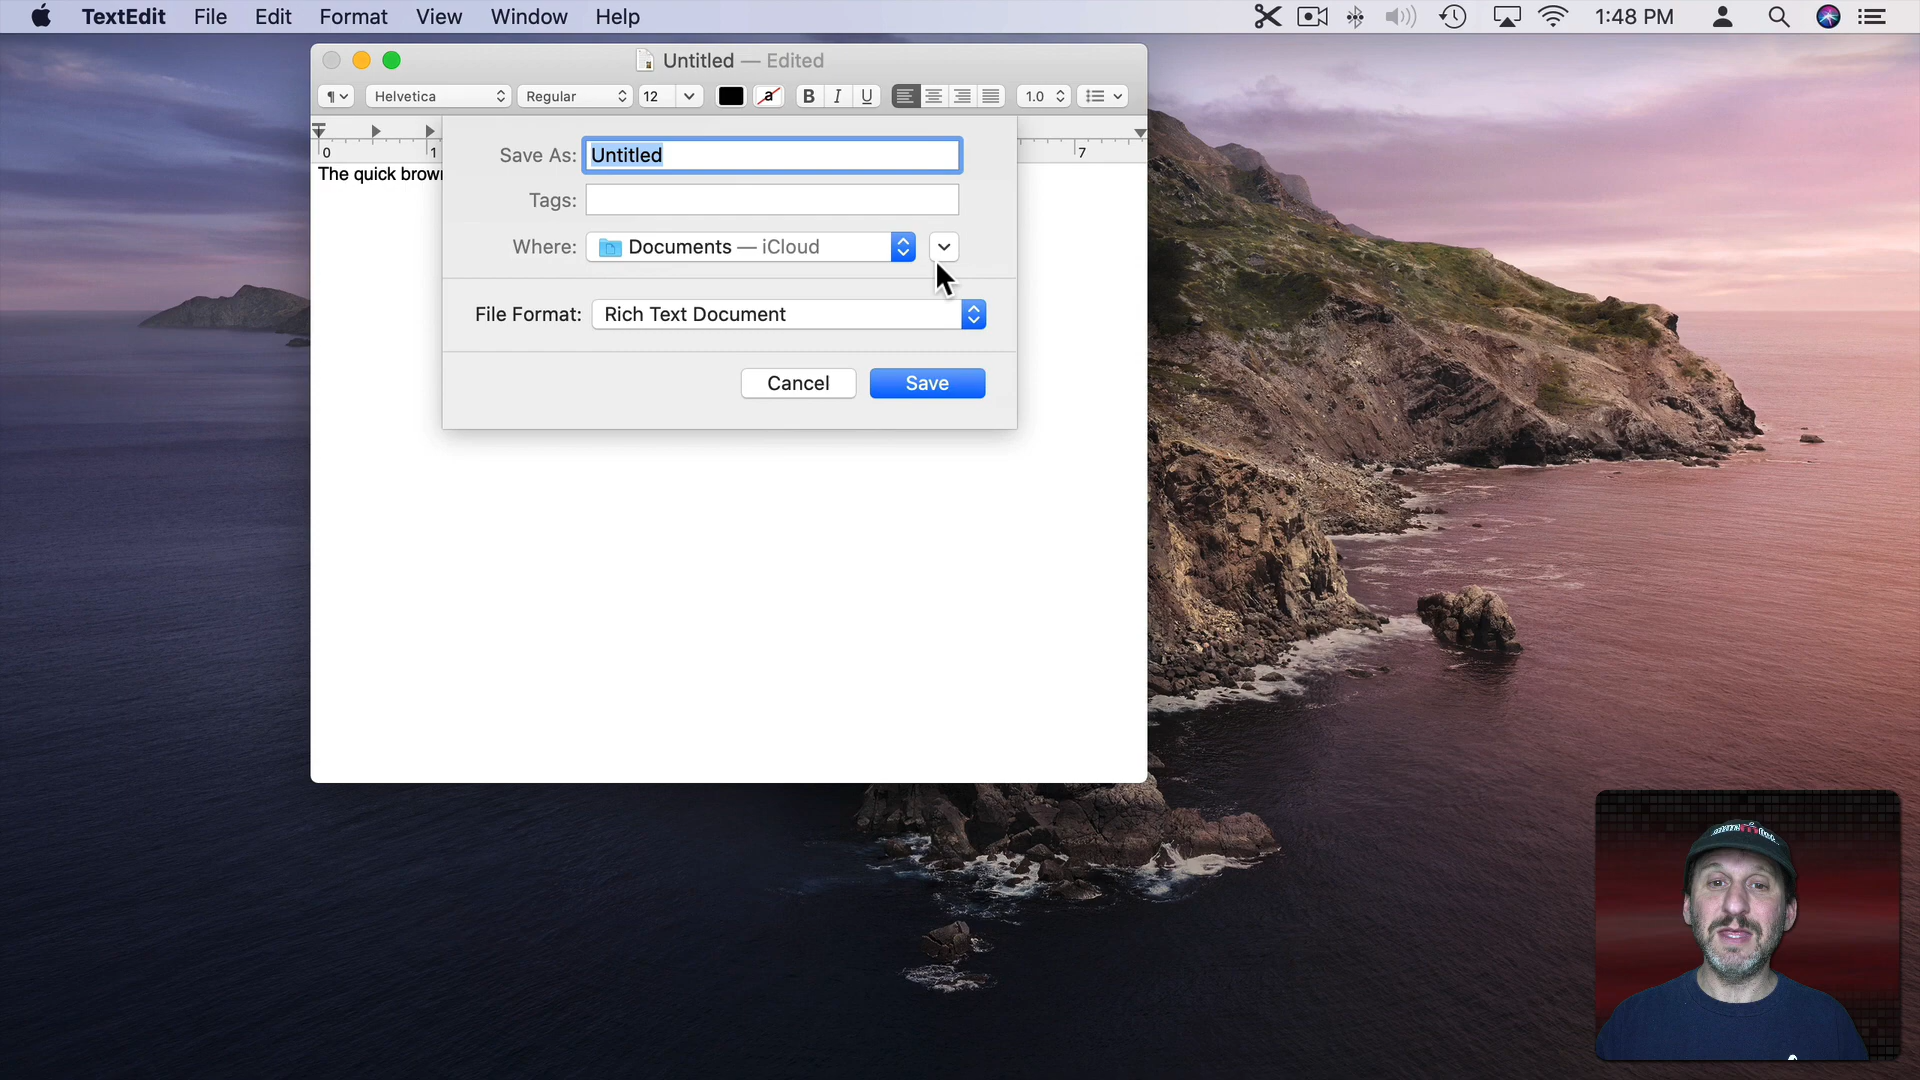 TextEdit File Edit Format View Window Help 1:48 PM
Untitled — Edited
Helvetica Regular 12 a B I U 1.0
0 1 7
The quick brow
Save As: Untitled
Tags:
Where: Documents — iCloud
File Format: Rich Text Document
Cancel Save